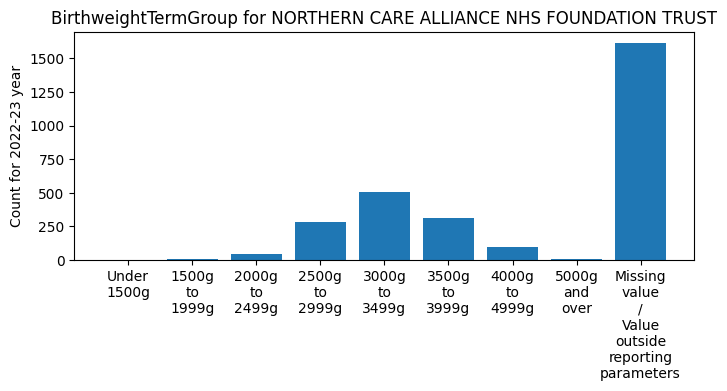 BirthweightTermGroup for NORTHERN CARE ALLIANCE NHS FOUNDATION TRUST
Count for 2022-23 year
1500
1250
1000
750
500
250
0
Under
1500g
1500g
to
1999g
2000g
to
2499g
2500g
to
2999g
3000g
to
3499g
3500g
to
3999g
4000g
to
4999g
5000g
and
over
Missing
value
/
Value
outside
reporting
parameters